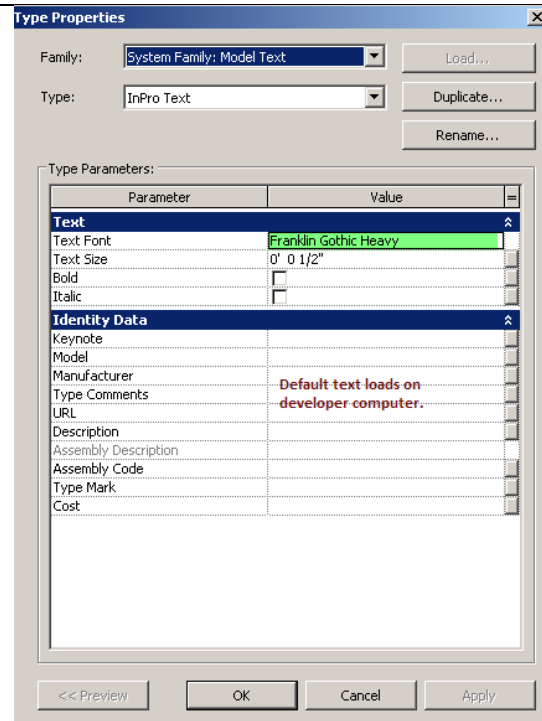 Type Properties
Family: System Family: Model Text Load...
Type: InPro Text Duplicate...
Rename...
Type Parameters:
Parameter Value =
Text
Text Font Franklin Gothic Heavy
Text Size 0' 0 1/2"
Bold
Italic
Identity Data
Keynote
Model
Manufacturer
Type Comments
URL
Description
Assembly Description
Assembly Code
Type Mark
Cost
Default text loads on
developer computer.
<< Preview OK Cancel Apply